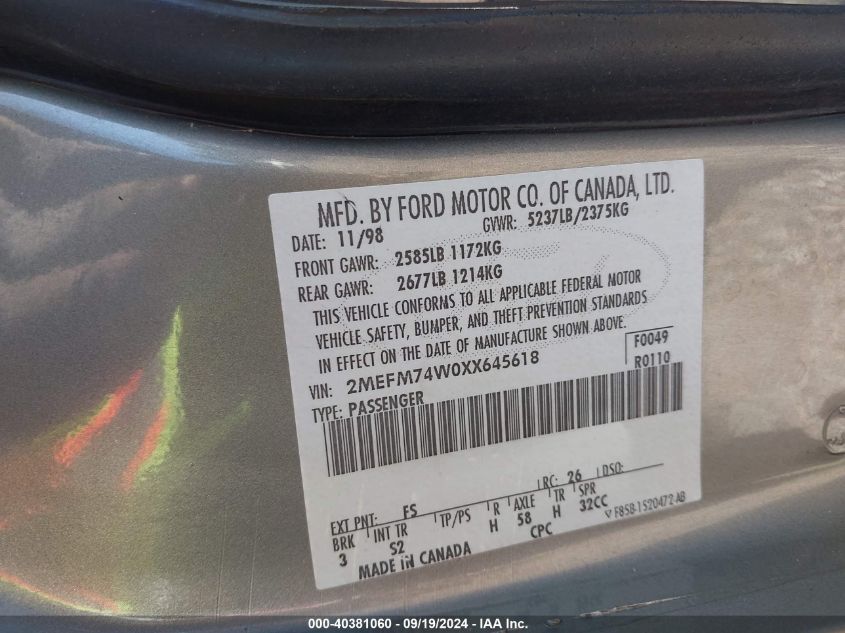 MFD. BY FORD MOTOR CO. OF CANADA, LTD.
DATE: 11/98 GVWR: 5237LB/2375KG
FRONT GAWR: 2585LB 1172KG
REAR GAWR: 2677LB 1214KG
THIS VEHICLE CONFORMS TO ALL APPLICABLE FEDERAL MOTOR
VEHICLE SAFETY, BUMPER, AND THEFT PREVENTION STANDARDS
IN EFFECT ON THE DATE OF MANUFACTURE SHOWN ABOVE.
F0049
VIN: 2MEFM74W0XX645618
R0110
TYPE: PASSENGER
EXT PNT: FS RC: 26 DSO:
BRK INT TR TP/PS R AXLE TR SPR
3 S2 H 58 H 32CC
MADE IN CANADA CPC F85B-1520472-AB
000-40381060 / 09/19/2024 / ***********